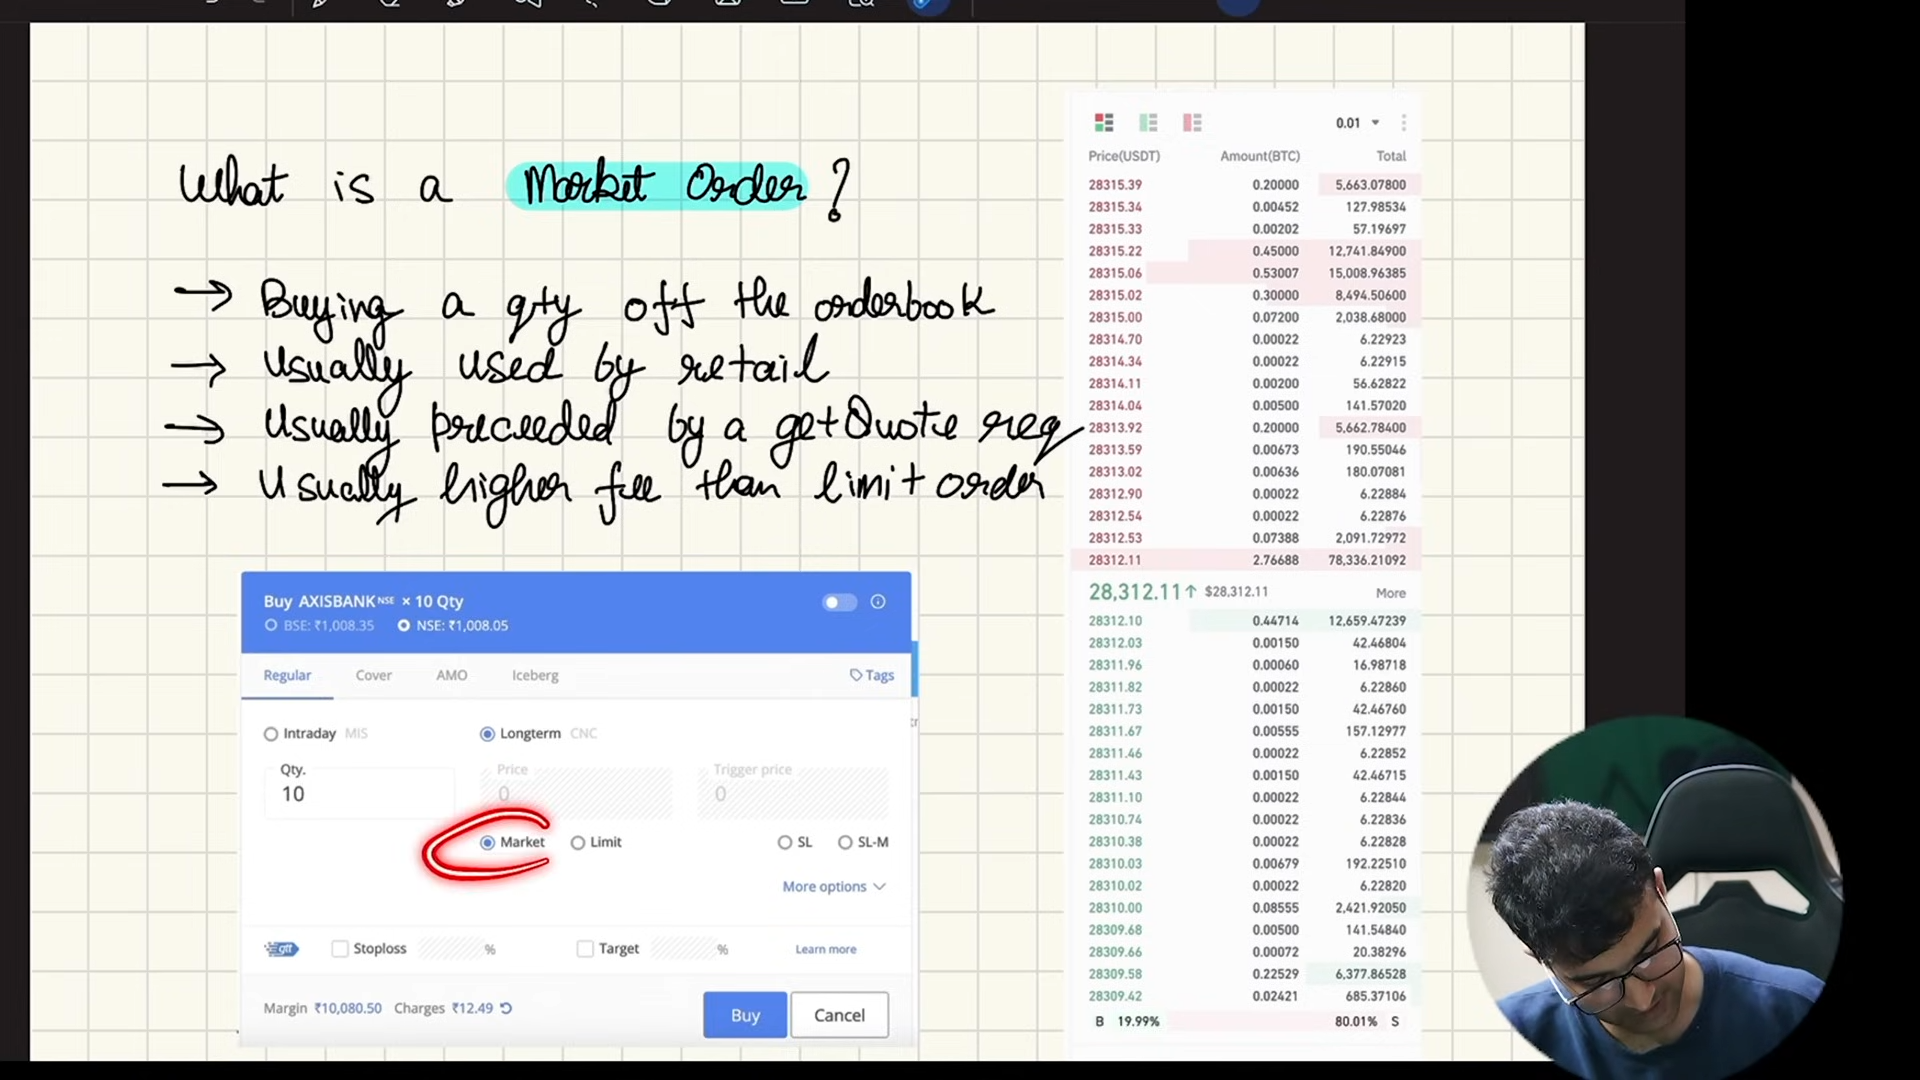 What is a Market Order?
→ Buying a qty off the orderbook
→ Usually used by retail
→ Usually preceeded by a getQuote req
→ Usually higher fee than limit order
Buy AXISBANK NSE × 10 Qty
BSE: ₹1,008.35 NSE: ₹1,008.05
Regular Cover AMO Iceberg Tags
Intraday MIS Longterm CNC
Qty. Price Trigger price
10 0 0
Market Limit SL SL-M
More options
gtt Stoploss % Target % Learn more
Margin ₹10,080.50 Charges ₹12.49 Buy Cancel
0.01
Price(USDT) Amount(BTC) Total
28315.39 0.20000 5,663.07800
28315.34 0.00452 127.98534
28315.33 0.00202 57.19697
28315.22 0.45000 12,741.84900
28315.06 0.53007 15,008.96385
28315.02 0.30000 8,494.50600
28315.00 0.07200 2,038.68000
28314.70 0.00022 6.22923
28314.34 0.00022 6.22915
28314.11 0.00200 56.62822
28314.04 0.00500 141.57020
28313.92 0.20000 5,662.78400
28313.59 0.00673 190.55046
28313.02 0.00636 180.07081
28312.90 0.00022 6.22884
28312.54 0.00022 6.22876
28312.53 0.07388 2,091.72972
28312.11 2.76688 78,336.21092
28,312.11↑ $28,312.11 More
28312.10 0.44714 12,659.47239
28312.03 0.00150 42.46804
28311.96 0.00060 16.98718
28311.82 0.00022 6.22860
28311.73 0.00150 42.46760
28311.67 0.00555 157.12977
28311.46 0.00022 6.22852
28311.43 0.00150 42.46715
28311.10 0.00022 6.22844
28310.74 0.00022 6.22836
28310.38 0.00022 6.22828
28310.03 0.00679 192.22510
28310.02 0.00022 6.22820
28310.00 0.08555 2,421.92050
28309.68 0.00500 141.54840
28309.66 0.00072 20.38296
28309.58 0.22529 6,377.86528
28309.42 0.02421 685.37106
B 19.99% 80.01% S